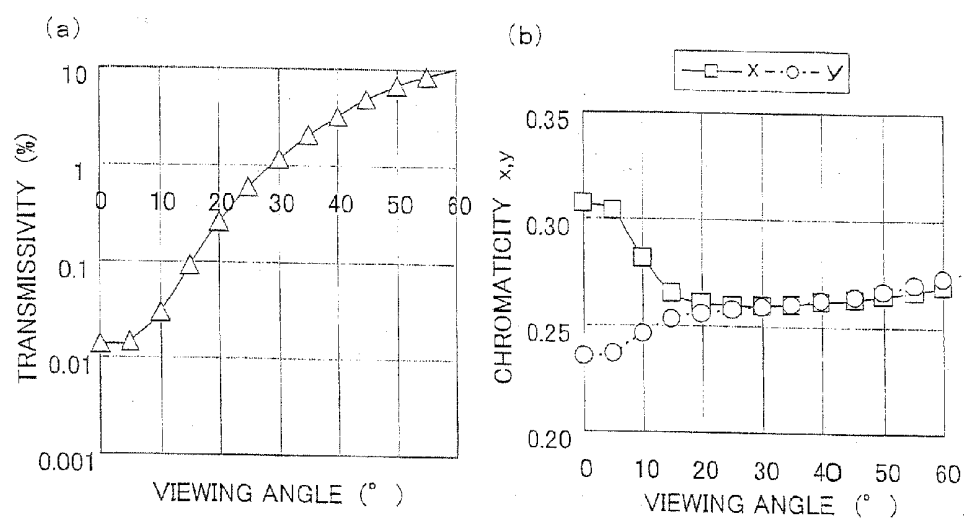 (a)
TRANSMISSIVITY (%)
10
1
0 10 20 30 40 50 60
0.1
0.01
0.001
VIEWING ANGLE (°)
(b)
x y
CHROMATICITY x,y
0.35
0.30
0.25
0.20
0 10 20 30 40 50 60
VIEWING ANGLE (°)